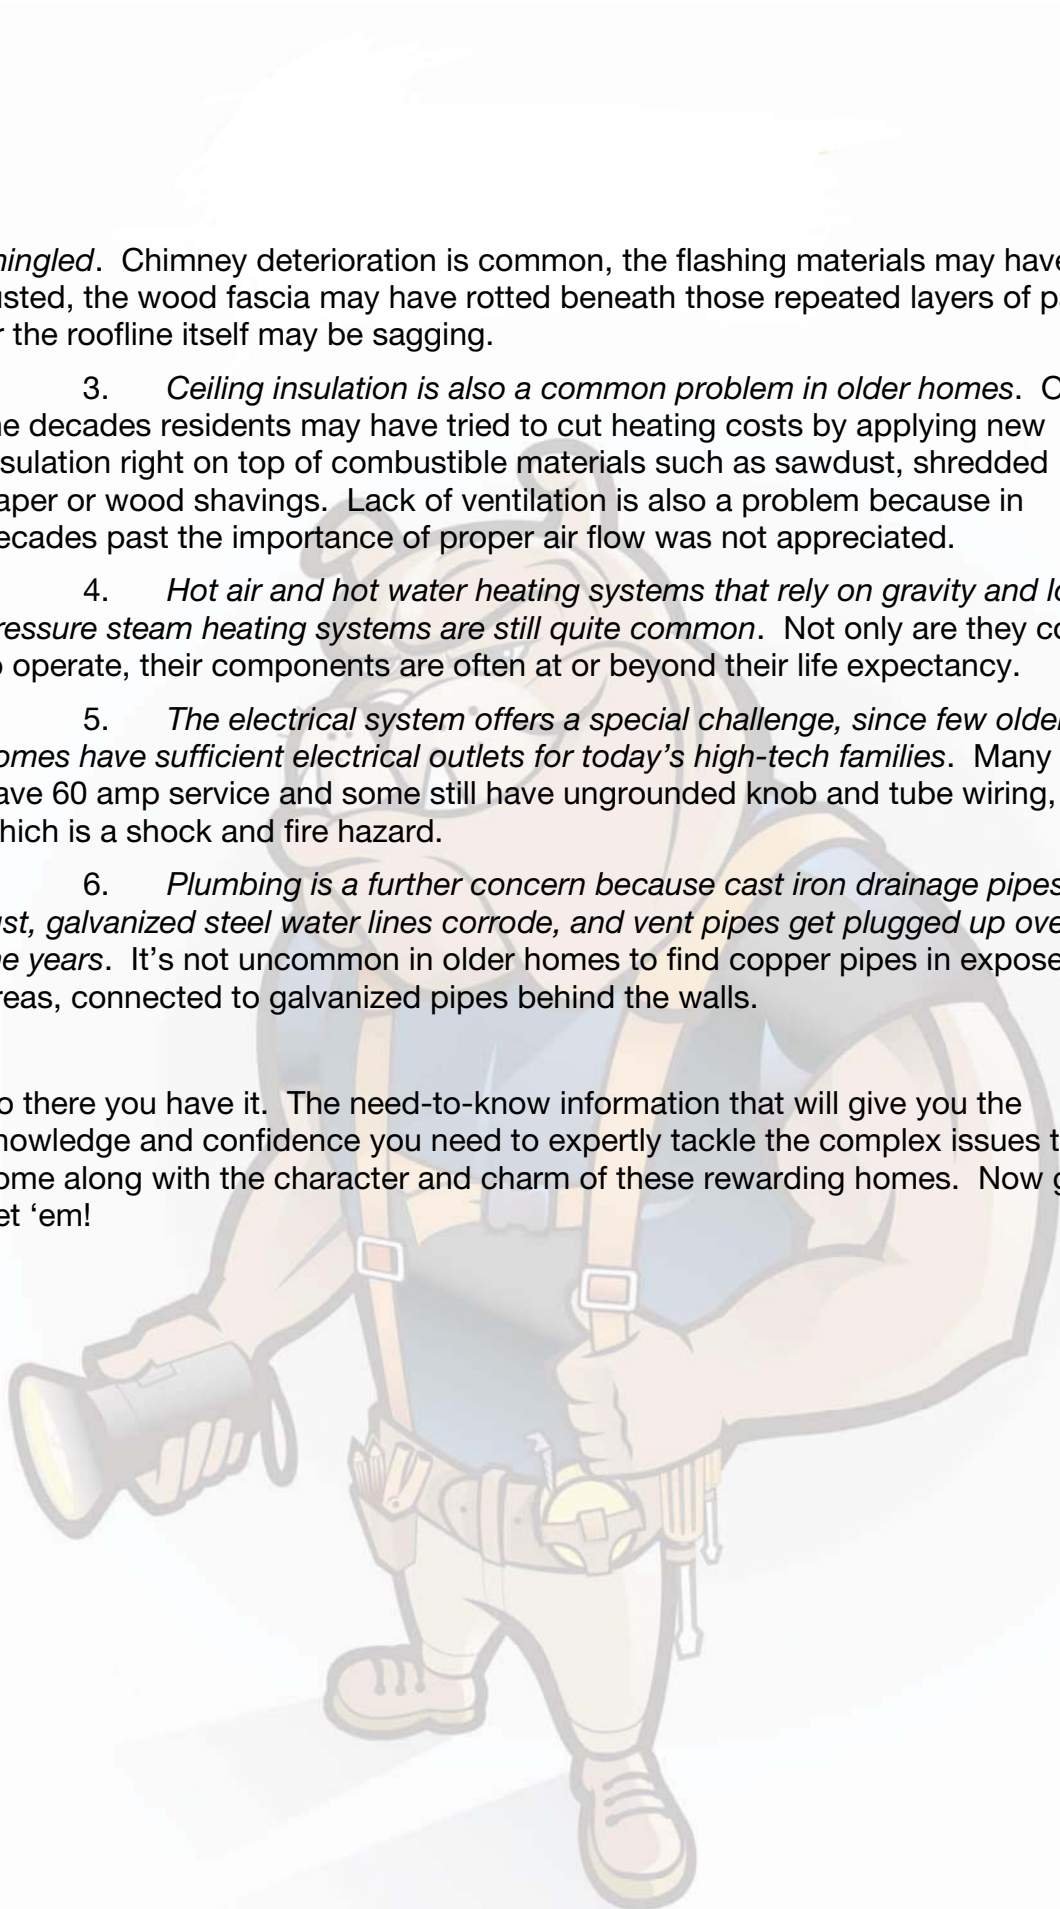 mingled.  Chimney deterioration is common, the flashing materials may have
usted, the wood fascia may have rotted beneath those repeated layers of p
r the roofline itself may be sagging.
3. Ceiling insulation is also a common problem in older homes.  O
he decades residents may have tried to cut heating costs by applying new
nsulation right on top of combustible materials such as sawdust, shredded
aper or wood shavings.  Lack of ventilation is also a problem because in
ecades past the importance of proper air flow was not appreciated.
4. Hot air and hot water heating systems that rely on gravity and lo
ressure steam heating systems are still quite common.  Not only are they co
o operate, their components are often at or beyond their life expectancy.
5. The electrical system offers a special challenge, since few older
omes have sufficient electrical outlets for today’s high-tech families.  Many
ave 60 amp service and some still have ungrounded knob and tube wiring,
hich is a shock and fire hazard.
6. Plumbing is a further concern because cast iron drainage pipes
ust, galvanized steel water lines corrode, and vent pipes get plugged up ove
he years.  It’s not uncommon in older homes to find copper pipes in expose
reas, connected to galvanized pipes behind the walls.
o there you have it.  The need-to-know information that will give you the
nowledge and confidence you need to expertly tackle the complex issues t
ome along with the character and charm of these rewarding homes.  Now g
et ‘em!